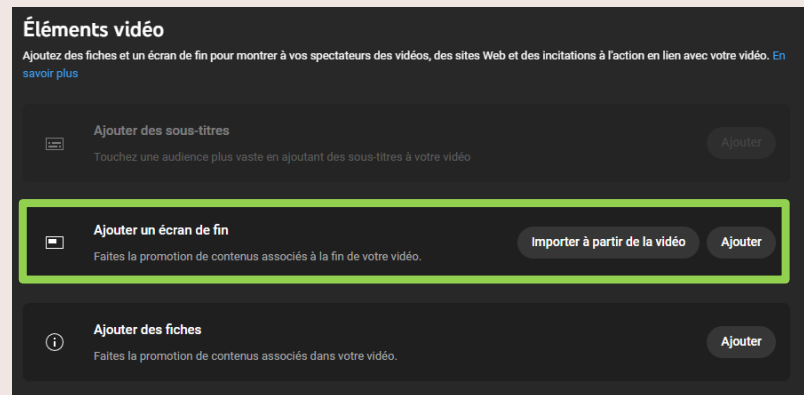 Éléments vidéo
Ajoutez des fiches et un écran de fin pour montrer à vos spectateurs des vidéos, des sites Web et des incitations à l'action en lien avec votre vidéo. En
savoir plus
Ajouter des sous-titres
Ajouter
Touchez une audience plus vaste en ajoutant des sous-titres à votre vidéo
Ajouter un écran de fin
Importer à partir de la vidéo Ajouter
Faites la promotion de contenus associés à la fin de votre vidéo.
Ajouter des fiches
Ajouter
Faites la promotion de contenus associés dans votre vidéo.